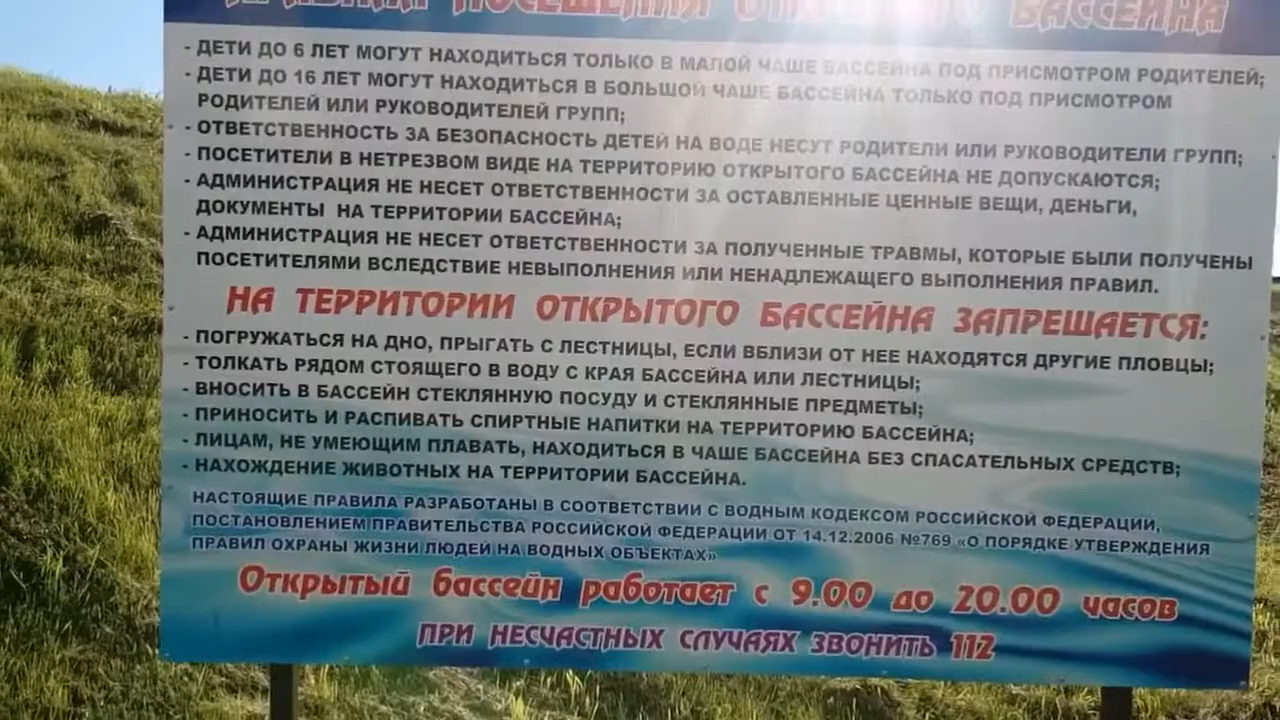 ПРАВИЛА ПОСЕЩЕНИЯ ОТКРЫТОГО БАССЕЙНА
- ДЕТИ ДО 6 ЛЕТ МОГУТ НАХОДИТЬСЯ ТОЛЬКО В МАЛОЙ ЧАШЕ БАССЕЙНА ПОД ПРИСМОТРОМ РОДИТЕЛЕЙ;
- ДЕТИ ДО 16 ЛЕТ МОГУТ НАХОДИТЬСЯ В БОЛЬШОЙ ЧАШЕ БАССЕЙНА ТОЛЬКО ПОД ПРИСМОТРОМ
РОДИТЕЛЕЙ ИЛИ РУКОВОДИТЕЛЕЙ ГРУПП;
- ОТВЕТСТВЕННОСТЬ ЗА БЕЗОПАСНОСТЬ ДЕТЕЙ НА ВОДЕ НЕСУТ РОДИТЕЛИ ИЛИ РУКОВОДИТЕЛИ ГРУПП;
- ПОСЕТИТЕЛИ В НЕТРЕЗВОМ ВИДЕ НА ТЕРРИТОРИЮ ОТКРЫТОГО БАССЕЙНА НЕ ДОПУСКАЮТСЯ;
- АДМИНИСТРАЦИЯ НЕ НЕСЕТ ОТВЕТСТВЕННОСТИ ЗА ОСТАВЛЕННЫЕ ЦЕННЫЕ ВЕЩИ, ДЕНЬГИ,
ДОКУМЕНТЫ НА ТЕРРИТОРИИ БАССЕЙНА;
- АДМИНИСТРАЦИЯ НЕ НЕСЕТ ОТВЕТСТВЕННОСТИ ЗА ПОЛУЧЕННЫЕ ТРАВМЫ, КОТОРЫЕ БЫЛИ ПОЛУЧЕНЫ
ПОСЕТИТЕЛЯМИ ВСЛЕДСТВИЕ НЕВЫПОЛНЕНИЯ ИЛИ НЕНАДЛЕЖАЩЕГО ВЫПОЛНЕНИЯ ПРАВИЛ.
НА ТЕРРИТОРИИ ОТКРЫТОГО БАССЕЙНА ЗАПРЕЩАЕТСЯ:
- ПОГРУЖАТЬСЯ НА ДНО, ПРЫГАТЬ С ЛЕСТНИЦЫ, ЕСЛИ ВБЛИЗИ ОТ НЕЕ НАХОДЯТСЯ ДРУГИЕ ПЛОВЦЫ;
- ТОЛКАТЬ РЯДОМ СТОЯЩЕГО В ВОДУ С КРАЯ БАССЕЙНА ИЛИ ЛЕСТНИЦЫ;
- ВНОСИТЬ В БАССЕЙН СТЕКЛЯННУЮ ПОСУДУ И СТЕКЛЯННЫЕ ПРЕДМЕТЫ;
- ПРИНОСИТЬ И РАСПИВАТЬ СПИРТНЫЕ НАПИТКИ НА ТЕРРИТОРИЮ БАССЕЙНА;
- ЛИЦАМ, НЕ УМЕЮЩИМ ПЛАВАТЬ, НАХОДИТЬСЯ В ЧАШЕ БАССЕЙНА БЕЗ СПАСАТЕЛЬНЫХ СРЕДСТВ;
- НАХОЖДЕНИЕ ЖИВОТНЫХ НА ТЕРРИТОРИИ БАССЕЙНА.
НАСТОЯЩИЕ ПРАВИЛА РАЗРАБОТАНЫ В СООТВЕТСТВИИ С ВОДНЫМ КОДЕКСОМ РОССИЙСКОЙ ФЕДЕРАЦИИ,
ПОСТАНОВЛЕНИЕМ ПРАВИТЕЛЬСТВА РОССИЙСКОЙ ФЕДЕРАЦИИ ОТ 14.12.2006 №769 «О ПОРЯДКЕ УТВЕРЖДЕНИЯ
ПРАВИЛ ОХРАНЫ ЖИЗНИ ЛЮДЕЙ НА ВОДНЫХ ОБЪЕКТАХ»
Открытый бассейн работает с 9.00 до 20.00 часов
ПРИ НЕСЧАСТНЫХ СЛУЧАЯХ ЗВОНИТЬ 112